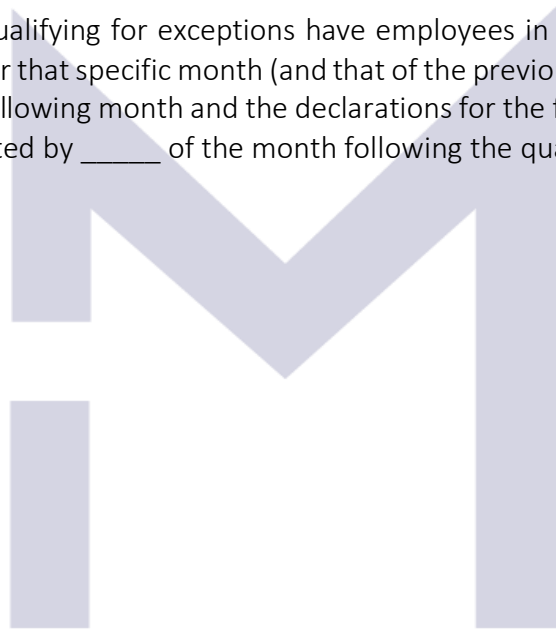 ualifying for exceptions have employees in
r that specific month (and that of the previo
llowing month and the declarations for the
ted by _____ of the month following the qua